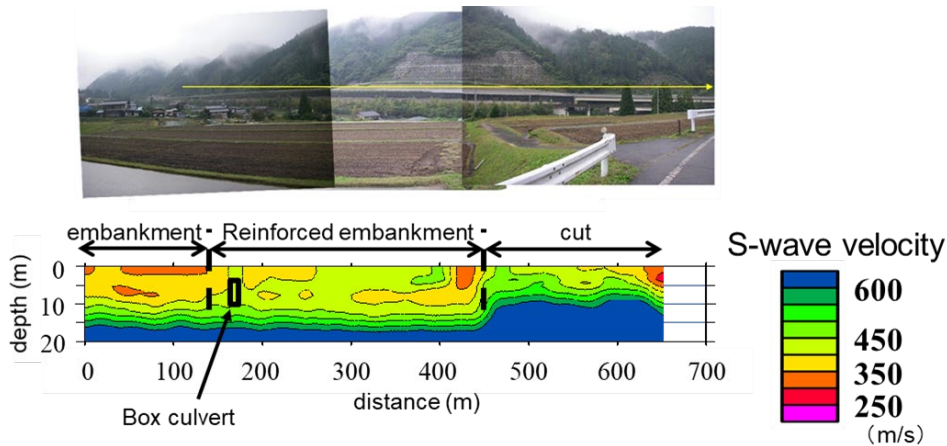 embankment
Reinforced embankment
cut
S-wave velocity
depth (m)
0
10
20
0 100 200 300 400 500 600 700
distance (m)
Box culvert
600
450
350
250
(m/s)